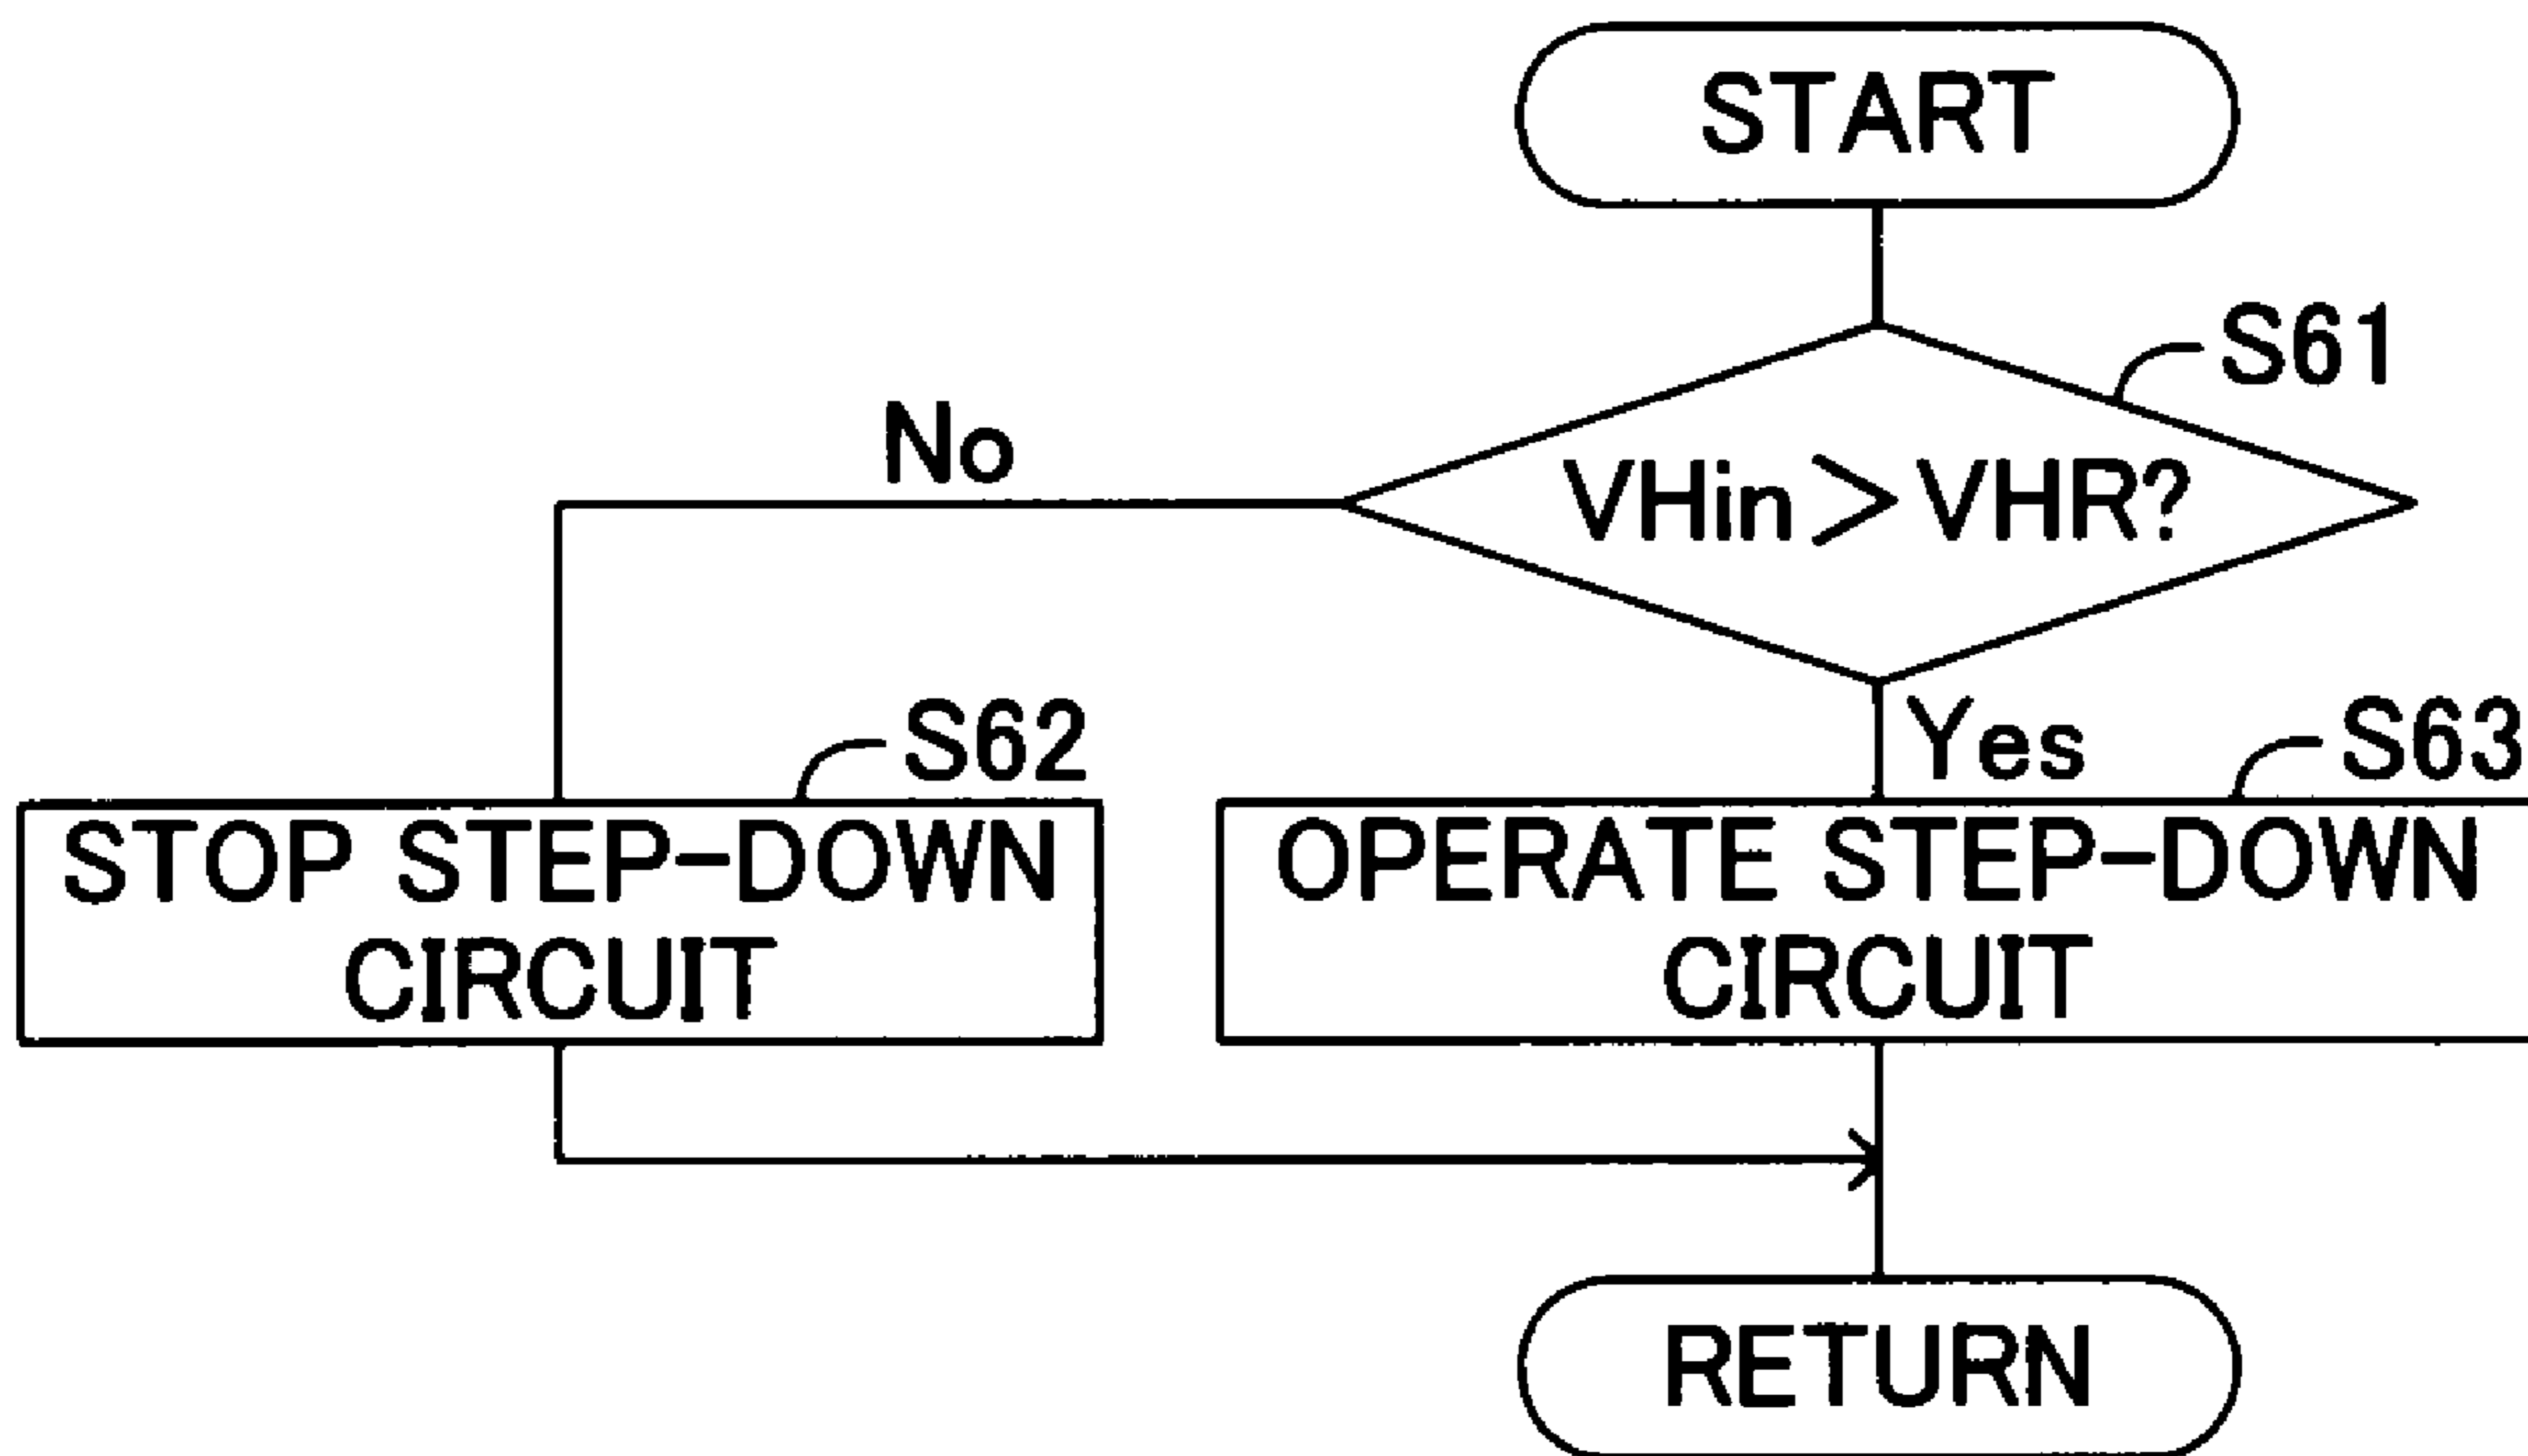 START
S61
VHin＞VHR?
No
Yes
S62
S63
STOP STEP-DOWN
CIRCUIT
OPERATE STEP-DOWN
CIRCUIT
RETURN